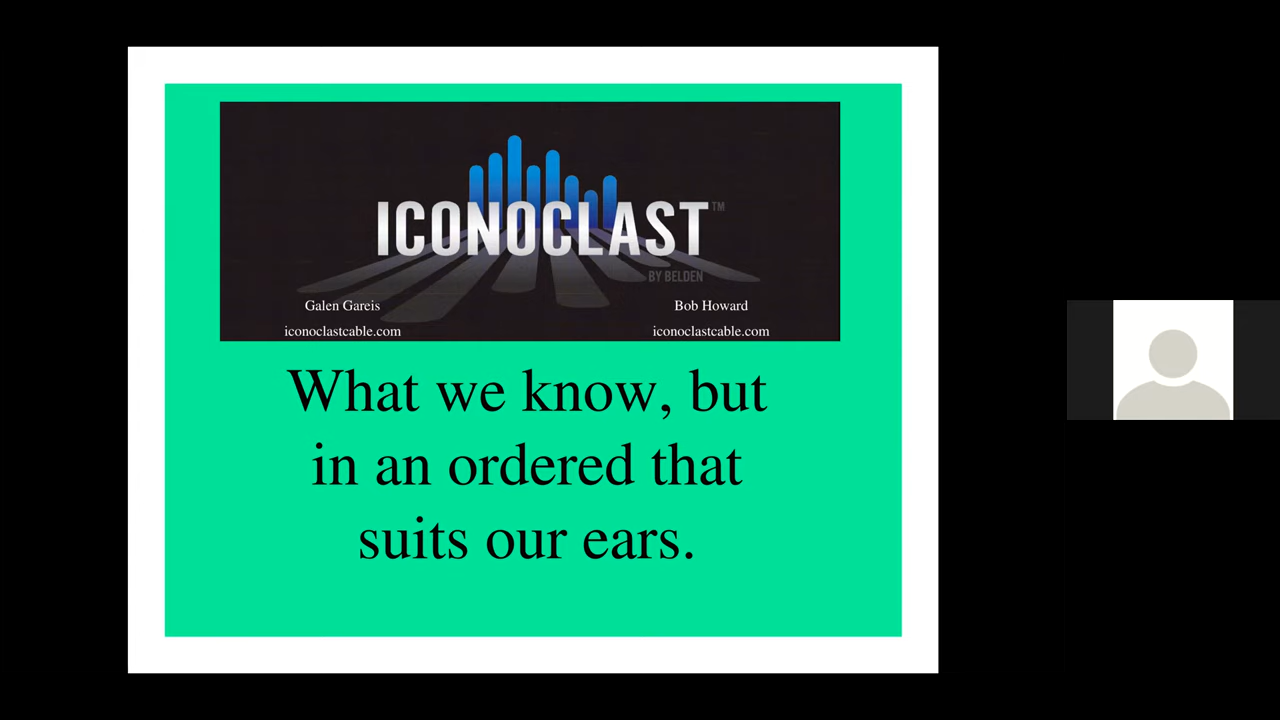 ICONOCLAST™
BY BELDEN
Galen Gareis
Bob Howard
iconoclastcable.com
iconoclastcable.com
What we know, but
in an ordered that
suits our ears.